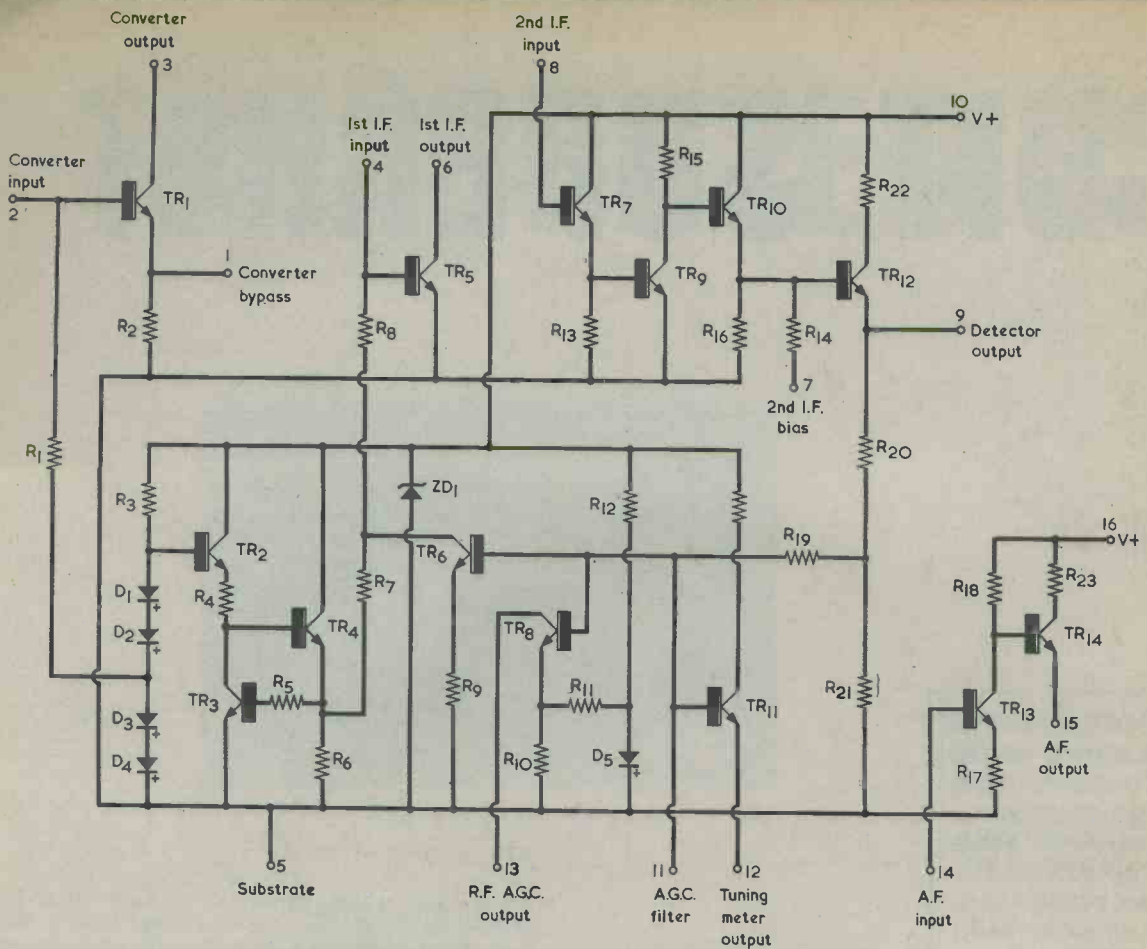 Converter
output
3
2nd I.F.
input
8
10
V+
1st I.F.
input
4
1st I.F.
output
6
Converter
input
2
TR1
R15
R22
TR7
TR10
TR5
TR9
TR12
1
Converter
bypass
R2
R8
R13
R16
R14
9
Detector
output
7
2nd I.F.
bias
R1
R3
ZD1
R12
R20
16
V+
TR2
TR6
R19
R18
R23
D1
R4
R7
D2
TR4
TR8
TR14
R5
R9
R11
TR11
R21
TR3
TR13
15
A.F.
output
D3
D4
R6
R10
D5
R17
5
Substrate
13
R.F. A.G.C.
output
11
A.G.C.
filter
12
Tuning
meter
output
14
A.F.
input